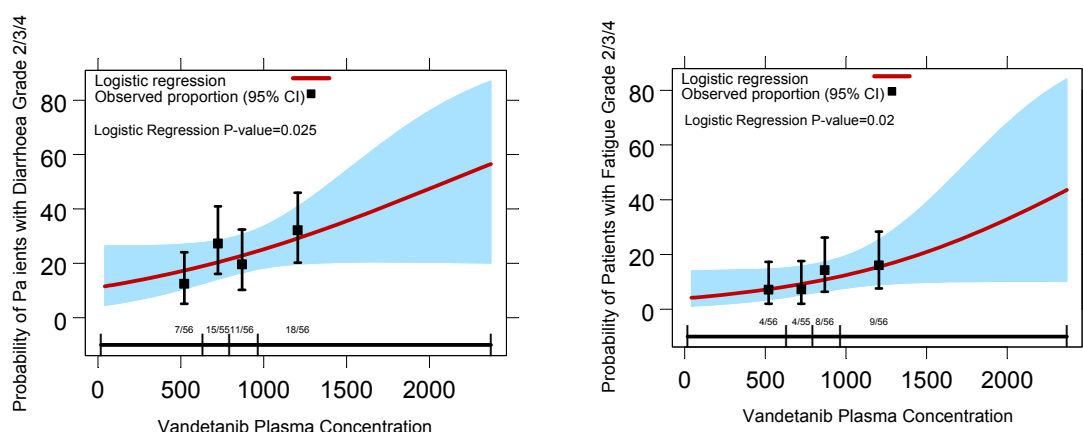 Probability of Pa ients with Diarrhoea Grade 2/3/4
Logistic regression
Observed proportion (95% CI)
Logistic Regression P-value=0.025
80
60
40
20
0
7/56 15/55 11/56 18/56
0 500 1000 1500 2000
Vandetanib Plasma Concentration
Probability of Patients with Fatigue Grade 2/3/4
Logistic regression
Observed proportion (95% CI)
Logistic Regression P-value=0.02
80
60
40
20
0
4/56 4/55 8/56 9/56
0 500 1000 1500 2000
Vandetanib Plasma Concentration